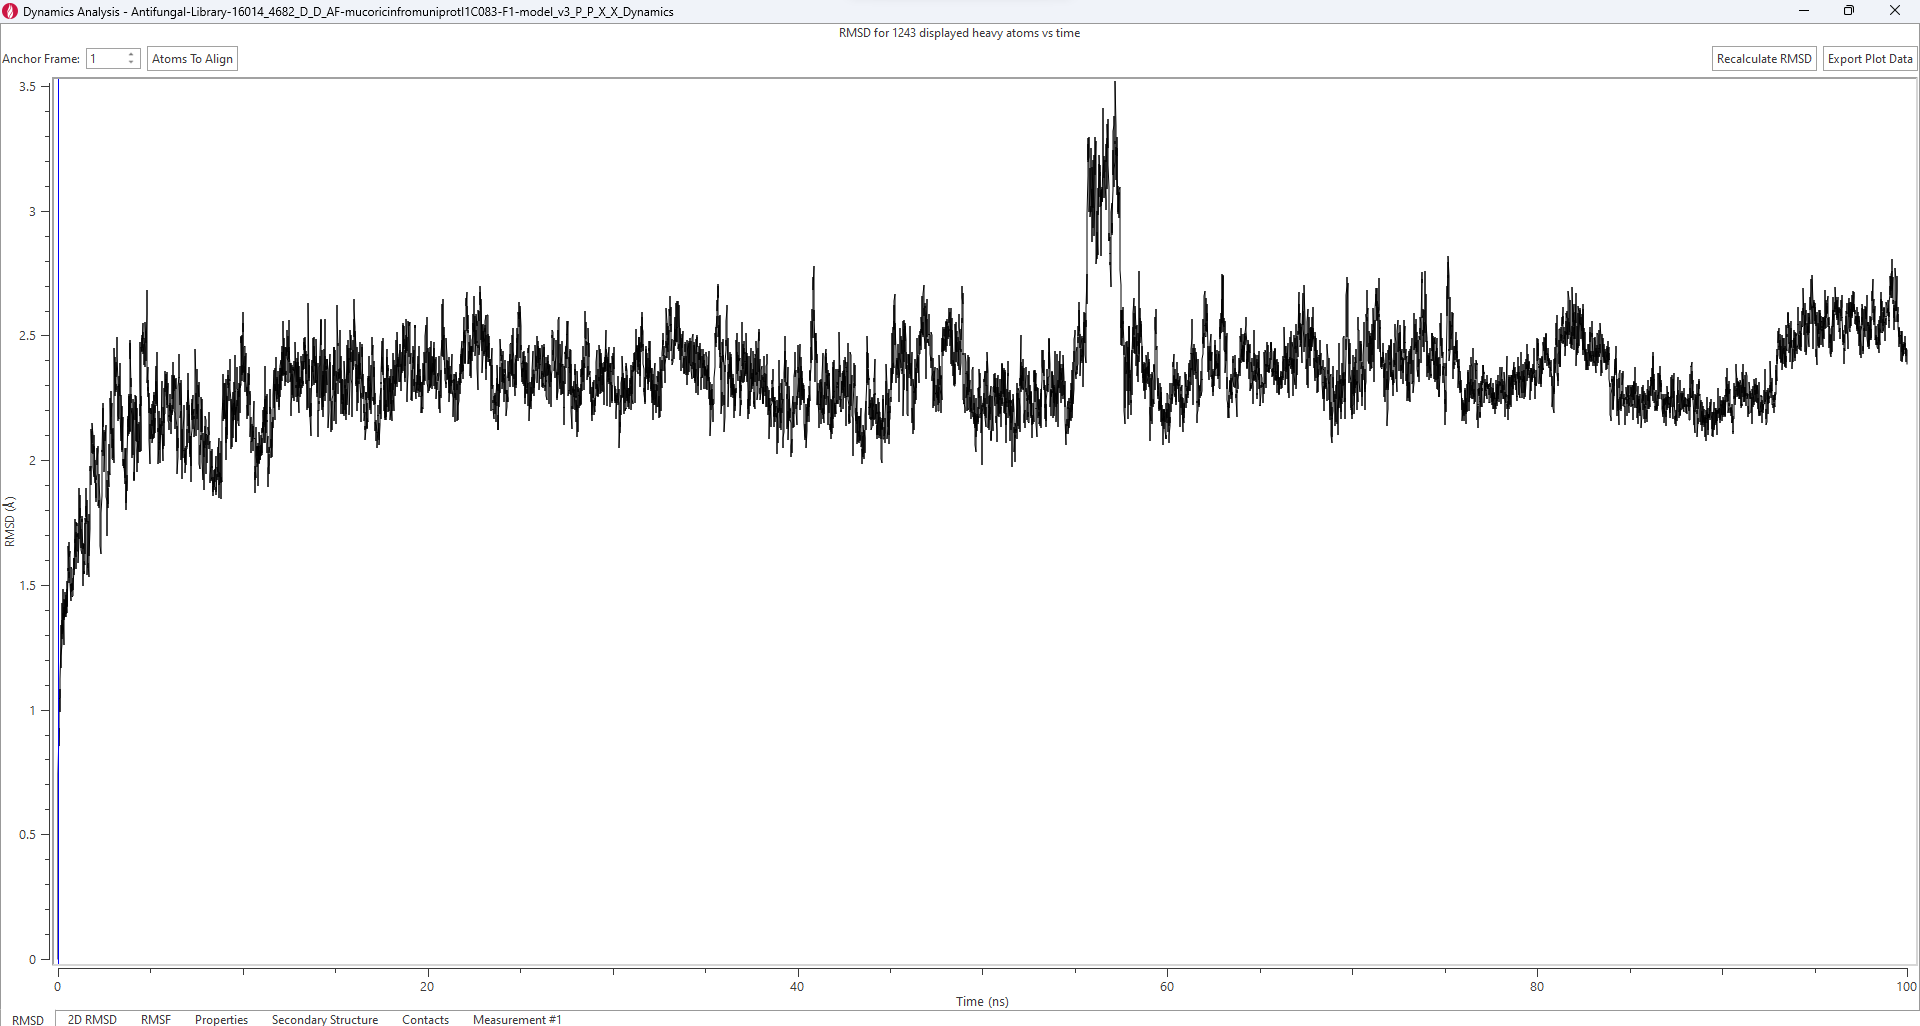 Dynamics Analysis - Antifungal-Library-16014_4682_D_D_AF-mucoricinfromuniprotI1C083-F1-model_v3_P_P_X_X_Dynamics
RMSD for 1243 displayed heavy atoms vs time
Anchor Frame: 1 Atoms To Align Recalculate RMSD Export Plot Data
3.5
3
2.5
2
1.5
1
0.5
0
RMSD (Å)
0 20 40 60 80 100
Time (ns)
RMSD 2D RMSD RMSF Properties Secondary Structure Contacts Measurement #1